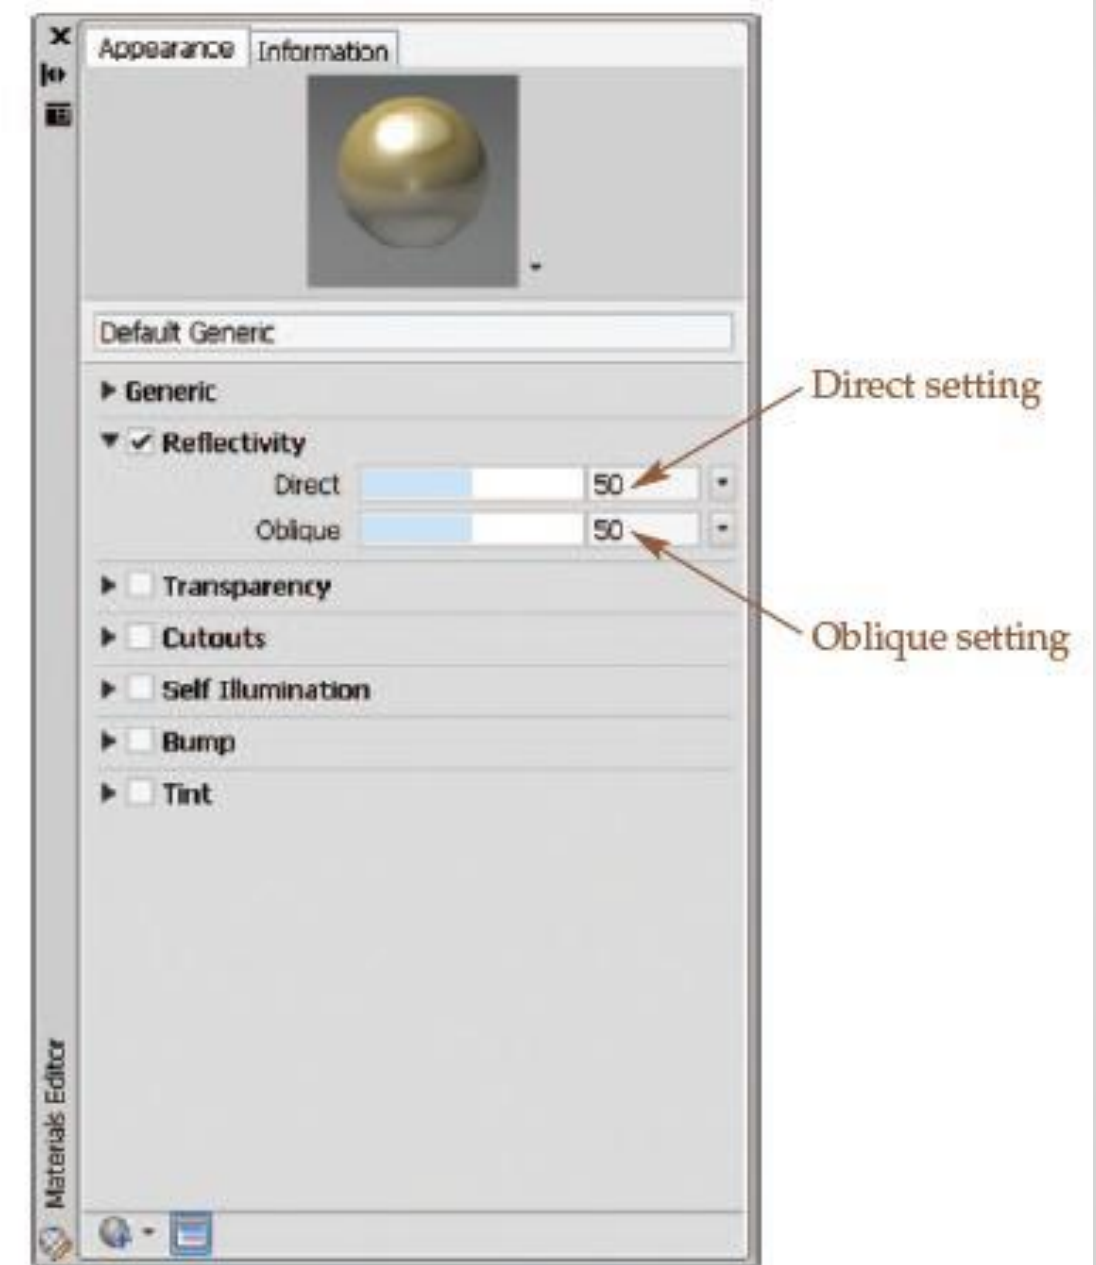 Appearance
Information
Default Generic
Generic
Reflectivity
Direct
50
Direct setting
Oblique
50
Oblique setting
Transparency
Cutouts
Self Illumination
Bump
Tint
Materials Editor